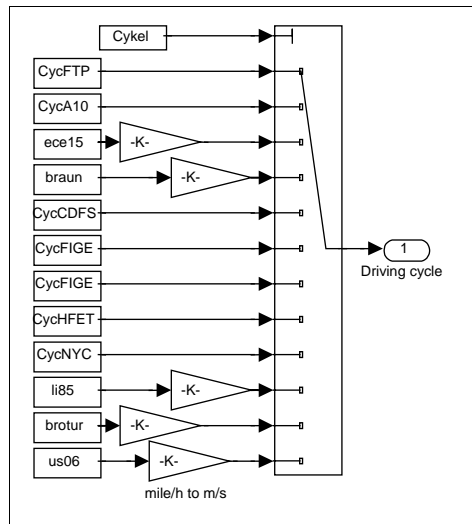 Cykel
CycFTP
CycA10
ece15 -K-
braun -K-
CycCDFS
CycFIGE
1
Driving cycle
CycFIGE
CycHFET
CycNYC
li85 -K-
brotur -K-
us06 -K-
mile/h to m/s